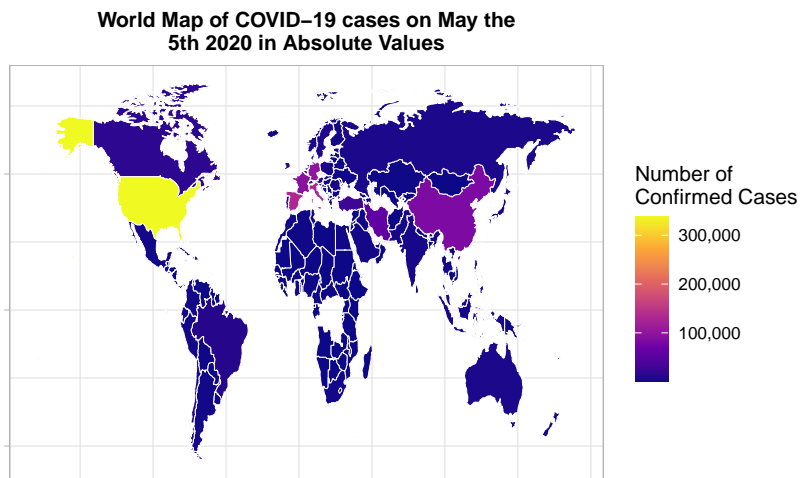 World Map of COVID–19 cases on May the
5th 2020 in Absolute Values
Number of
Confirmed Cases
300,000
200,000
100,000